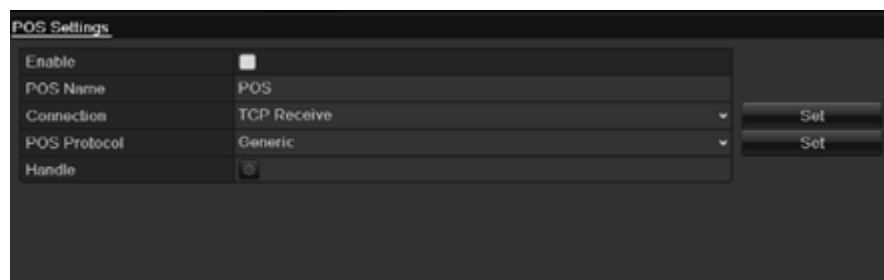 POS Settings
Enable
POS Name POS
Connection TCP Receive Set
POS Protocol Generic Set
Handle